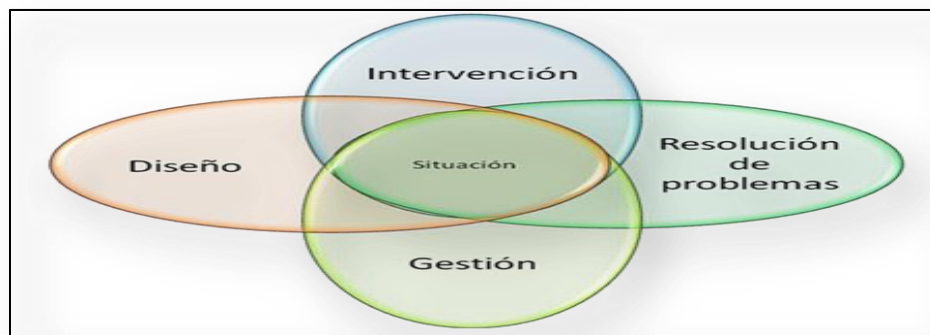 Intervención
Diseño
Situación
Resolución
de
problemas
Gestión